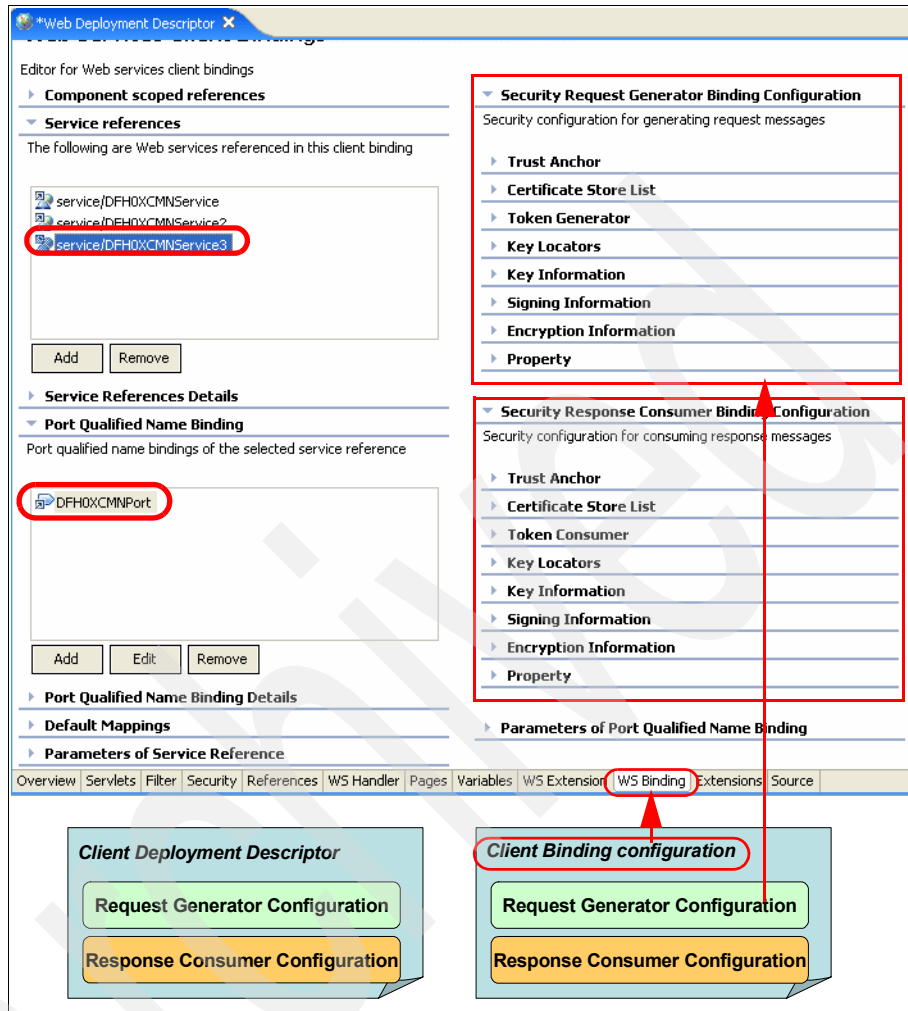 *Web Deployment Descriptor
Editor for Web services client bindings
Component scoped references
Service references
The following are Web services referenced in this client binding
service/DFH0XCMNService
service/DFH0XCMNService2
service/DFH0XCMNService3
Add Remove
Service References Details
Port Qualified Name Binding
Port qualified name bindings of the selected service reference
DFH0XCMNPort
Add Edit Remove
Port Qualified Name Binding Details
Default Mappings
Parameters of Service Reference
Security Request Generator Binding Configuration
Security configuration for generating request messages
Trust Anchor
Certificate Store List
Token Generator
Key Locators
Key Information
Signing Information
Encryption Information
Property
Security Response Consumer Binding Configuration
Security configuration for consuming response messages
Trust Anchor
Certificate Store List
Token Consumer
Key Locators
Key Information
Signing Information
Encryption Information
Property
Parameters of Port Qualified Name Binding
Overview Servlets Filter Security References WS Handler Pages Variables WS Extension WS Binding Extensions Source
Client Deployment Descriptor
Request Generator Configuration
Response Consumer Configuration
Client Binding configuration
Request Generator Configuration
Response Consumer Configuration